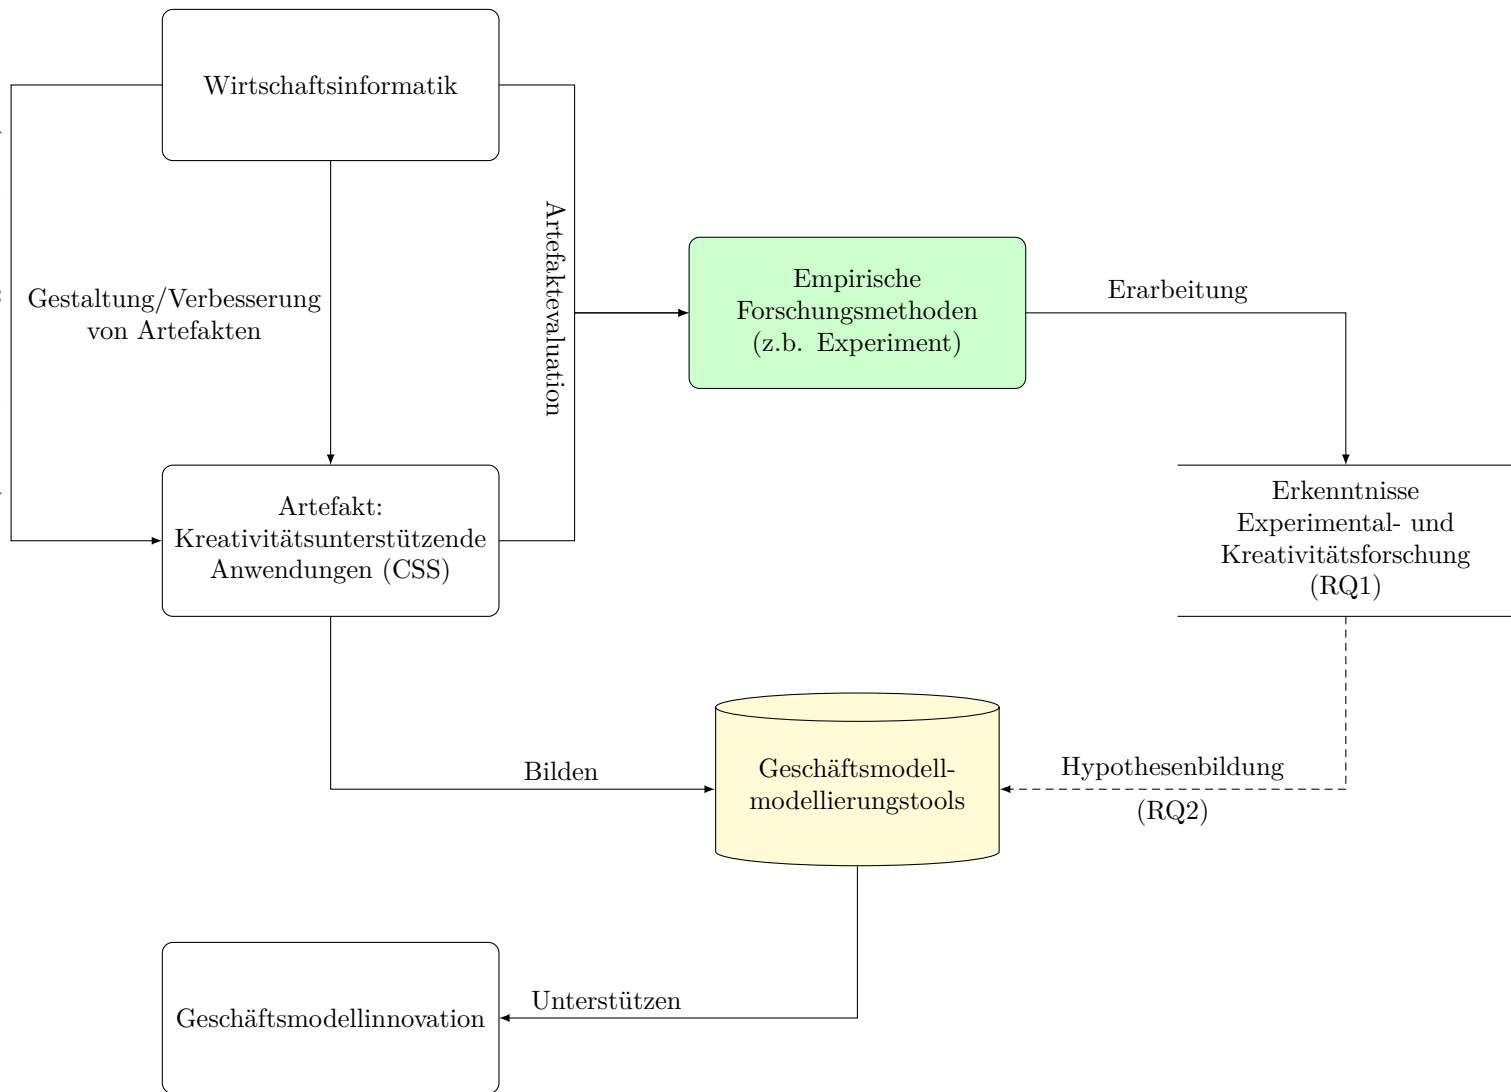 Wirtschaftsinformatik
Gestaltung/Verbesserung
von Artefakten
Artefaktevaluation
Empirische
Forschungsmethoden
(z.b. Experiment)
Erarbeitung
Artefakt:
Kreativitätsunterstützende
Anwendungen (CSS)
Erkenntnisse
Experimental- und
Kreativitätsforschung
(RQ1)
Bilden
Geschäftsmodell-
modellierungstools
Hypothesenbildung
(RQ2)
Geschäftsmodellinnovation
Unterstützen